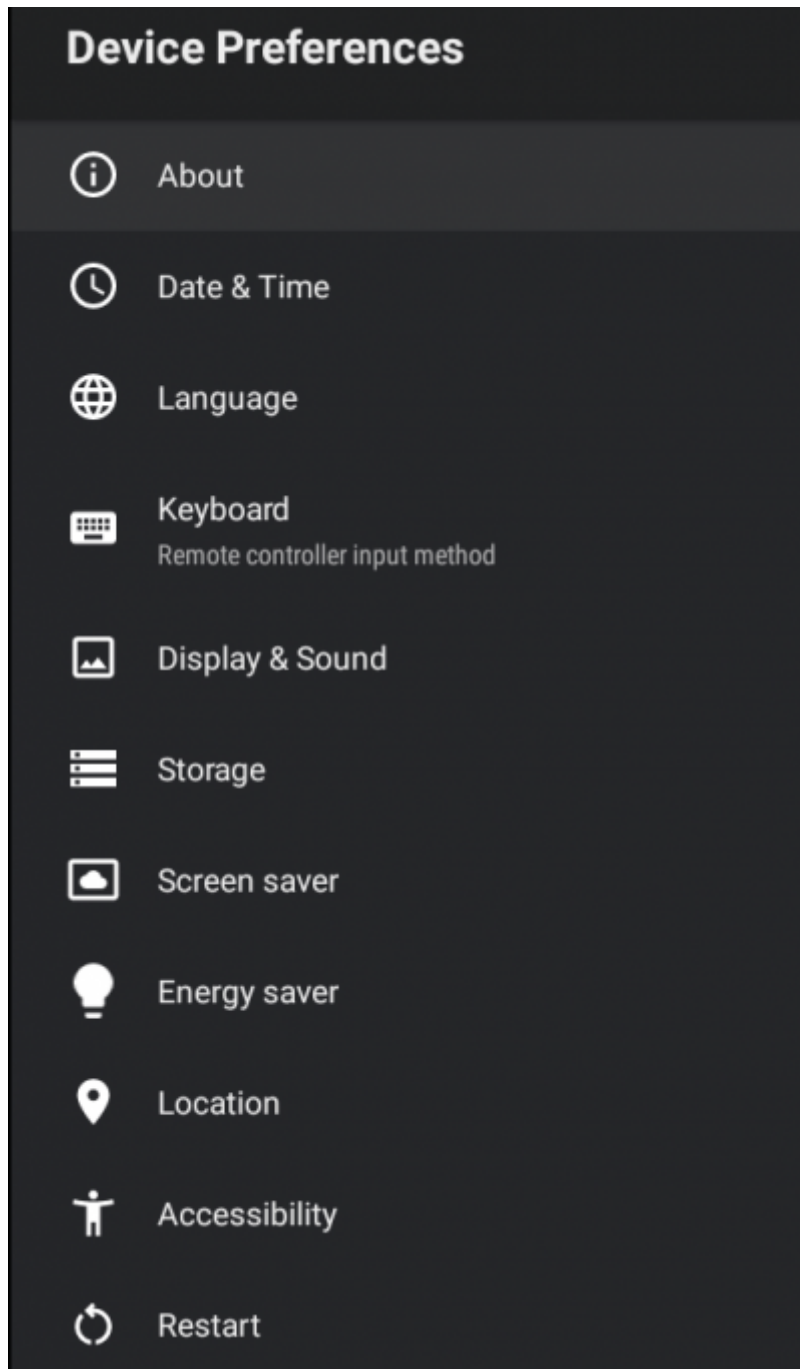 Device Preferences
About
Date & Time
Language
Keyboard
Remote controller input method
Display & Sound
Storage
Screen saver
Energy saver
Location
Accessibility
Restart